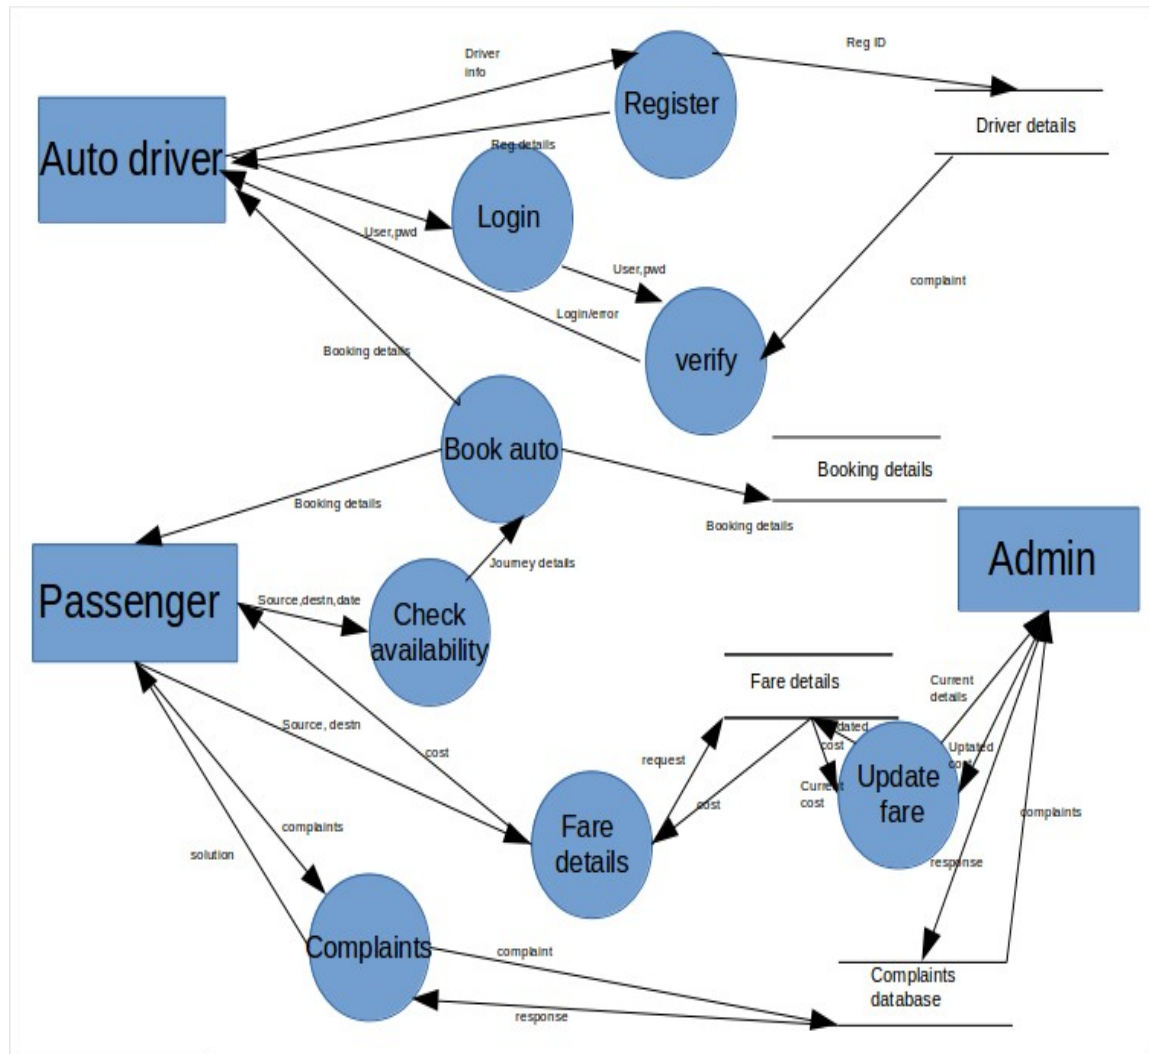 Driver
info
Reg ID
Register
Driver details
Auto driver
Reg details
Login
User,pwd
User,pwd
complaint
Login/error
verify
Booking details
Book auto
Booking details
Booking details
Booking details
Journey details
Admin
Passenger
Source,destn,date
Check
availability
Fare details
Current
details
Source, destn
cost
request
dated
cost
Uptated
cost
Current
cost
Update
fare
cost
Fare
details
complaints
complaints
solution
response
Complaints
complaint
Complaints
database
response